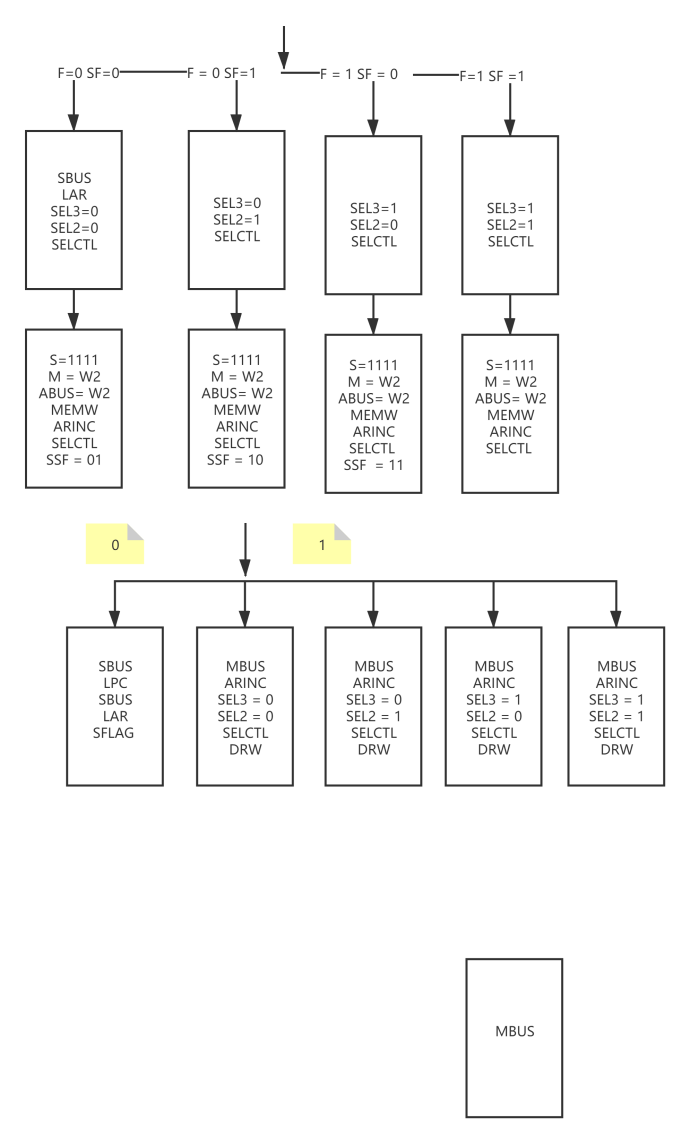 F=0 SF=0
F = 0 SF=1
F = 1 SF = 0
F=1 SF =1
SBUS
LAR
SEL3=0
SEL2=0
SELCTL
SEL3=0
SEL2=1
SELCTL
SEL3=1
SEL2=0
SELCTL
SEL3=1
SEL2=1
SELCTL
S=1111
M = W2
ABUS= W2
MEMW
ARINC
SELCTL
SSF = 01
S=1111
M = W2
ABUS= W2
MEMW
ARINC
SELCTL
SSF = 10
S=1111
M = W2
ABUS= W2
MEMW
ARINC
SELCTL
SSF = 11
S=1111
M = W2
ABUS= W2
MEMW
ARINC
SELCTL
0
1
SBUS
LPC
SBUS
LAR
SFLAG
MBUS
ARINC
SEL3 = 0
SEL2 = 0
SELCTL
DRW
MBUS
ARINC
SEL3 = 0
SEL2 = 1
SELCTL
DRW
MBUS
ARINC
SEL3 = 1
SEL2 = 0
SELCTL
DRW
MBUS
ARINC
SEL3 = 1
SEL2 = 1
SELCTL
DRW
MBUS